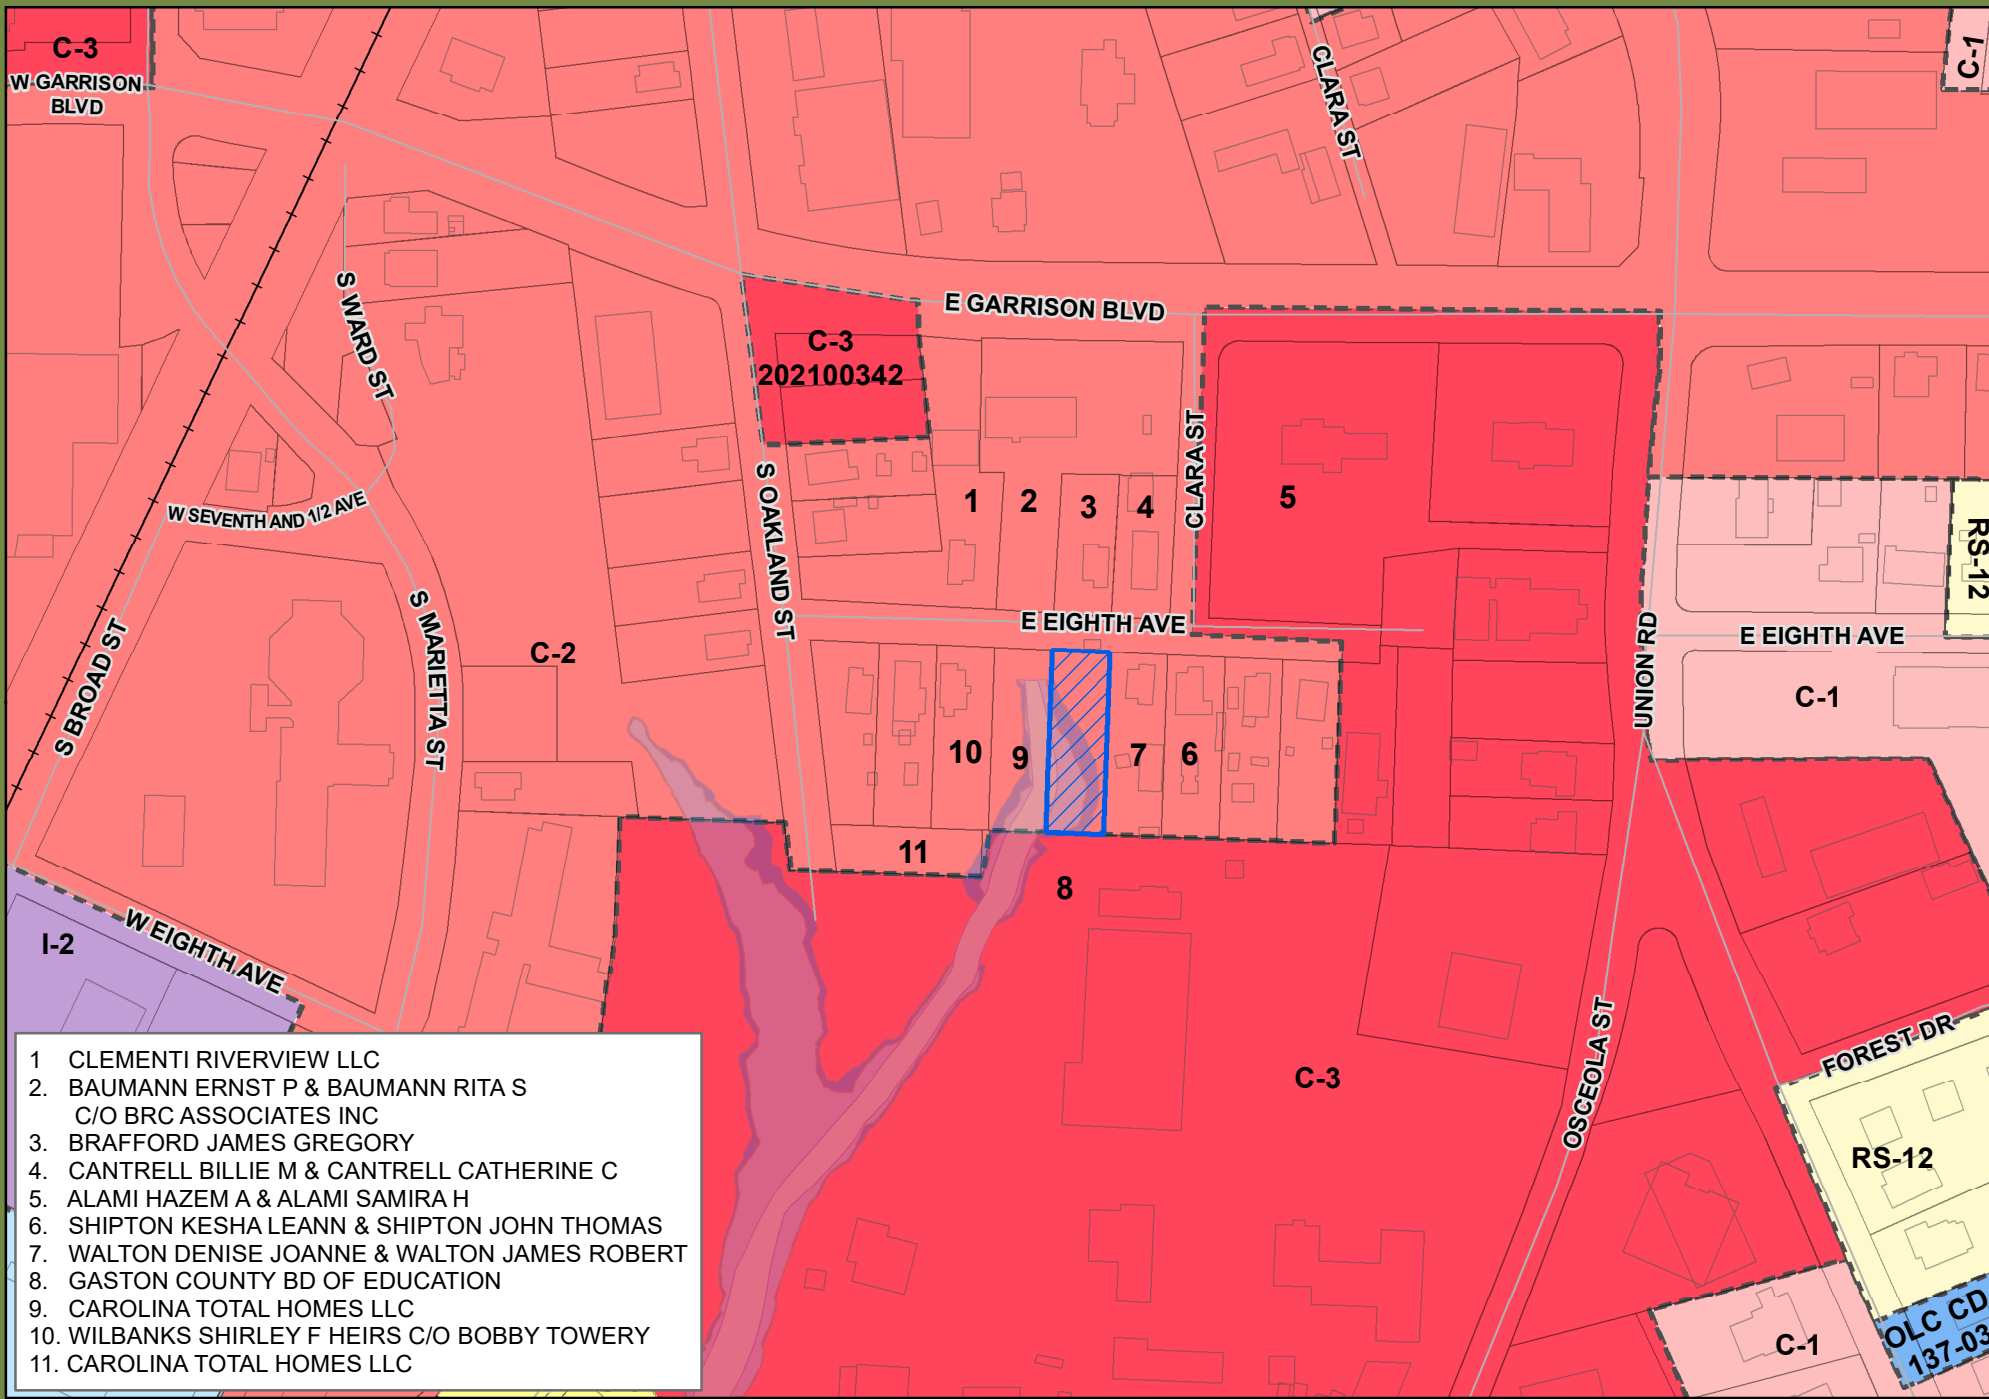 C-3
W GARRISON
BLVD
CLARA ST
C-1
S WARD ST
E GARRISON BLVD
C-3
202100342
CLARA ST
S OAKLAND ST
1
2
3
4
5
W SEVENTH AND 1/2 AVE
RS-12
S BROAD ST
S MARIETTA ST
C-2
E EIGHTH AVE
UNION RD
E EIGHTH AVE
C-1
10
9
7
6
11
8
I-2
W EIGHTH AVE
C-3
OSCEOLA ST
FOREST DR
RS-12
C-1
OLC CD
137-03
1 CLEMENTI RIVERVIEW LLC
2. BAUMANN ERNST P & BAUMANN RITA S
C/O BRC ASSOCIATES INC
3. BRAFFORD JAMES GREGORY
4. CANTRELL BILLIE M & CANTRELL CATHERINE C
5. ALAMI HAZEM A & ALAMI SAMIRA H
6. SHIPTON KESHA LEANN & SHIPTON JOHN THOMAS
7. WALTON DENISE JOANNE & WALTON JAMES ROBERT
8. GASTON COUNTY BD OF EDUCATION
9. CAROLINA TOTAL HOMES LLC
10. WILBANKS SHIRLEY F HEIRS C/O BOBBY TOWERY
11. CAROLINA TOTAL HOMES LLC